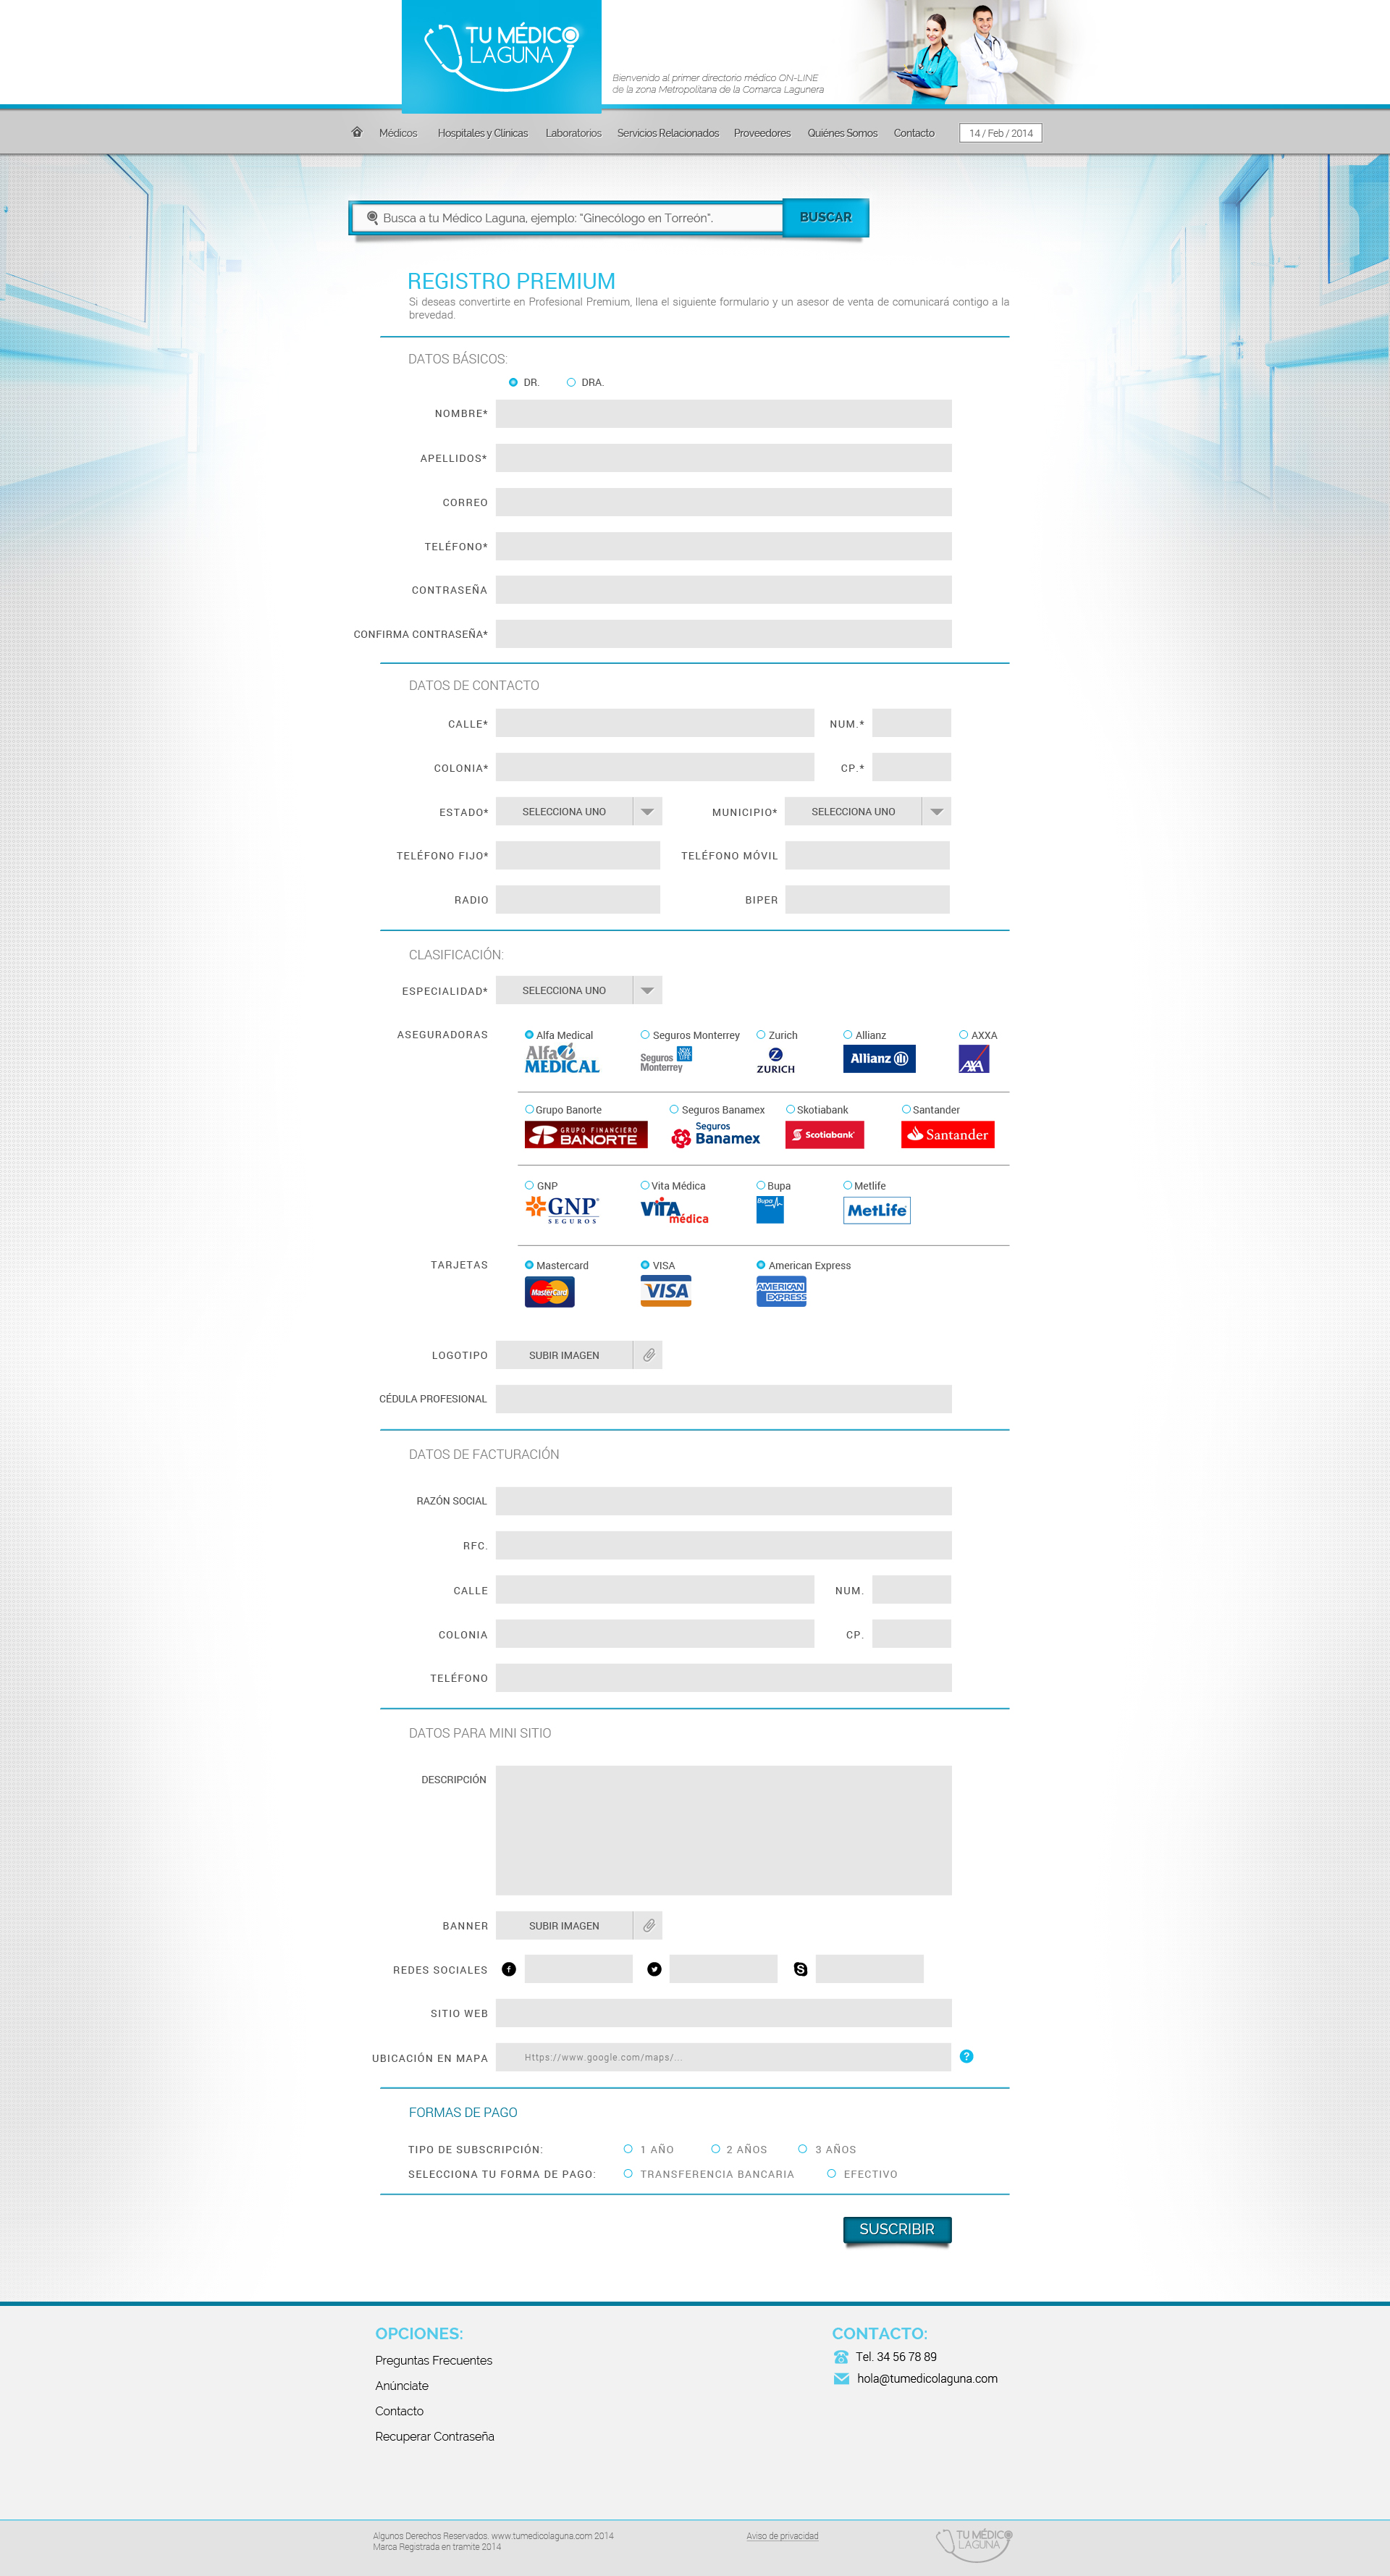 TU MÉDICO
LAGUNA
Bienvenido al primer directorio médico ON-LINE
de la zona Metropolitana de la Comarca Lagunera
Médicos Hospitales y Clínicas Laboratorios Servicios Relacionados Proveedores Quiénes Somos Contacto 14 / Feb / 2014
Busca a tu Médico Laguna, ejemplo: "Ginecólogo en Torreón". BUSCAR
REGISTRO PREMIUM
Si deseas convertirte en Profesional Premium, llena el siguiente formulario y un asesor de venta de comunicará contigo a la
brevedad.
DATOS BÁSICOS:
DR. DRA.
NOMBRE*
APELLIDOS*
CORREO
TELÉFONO*
CONTRASEÑA
CONFIRMA CONTRASEÑA*
DATOS DE CONTACTO
CALLE* NUM.*
COLONIA* CP.*
ESTADO* SELECCIONA UNO MUNICIPIO* SELECCIONA UNO
TELÉFONO FIJO* TELÉFONO MÓVIL
RADIO BIPER
CLASIFICACIÓN:
ESPECIALIDAD* SELECCIONA UNO
ASEGURADORAS Alfa Medical Seguros Monterrey Zurich Allianz AXXA
Alfa MEDICAL Seguros Monterrey NEW YORK LIFE ZURICH Allianz AXA
Grupo Banorte Seguros Banamex Skotiabank Santander
GRUPO FINANCIERO BANORTE Seguros Banamex Scotiabank Santander
GNP Vita Médica Bupa Metlife
GNP SEGUROS VITA médica Bupa MetLife
TARJETAS Mastercard VISA American Express
MasterCard VISA AMERICAN EXPRESS
LOGOTIPO SUBIR IMAGEN
CÉDULA PROFESIONAL
DATOS DE FACTURACIÓN
RAZÓN SOCIAL
RFC.
CALLE NUM.
COLONIA CP.
TELÉFONO
DATOS PARA MINI SITIO
DESCRIPCIÓN
BANNER SUBIR IMAGEN
REDES SOCIALES
SITIO WEB
UBICACIÓN EN MAPA Https://www.google.com/maps/... ?
FORMAS DE PAGO
TIPO DE SUBSCRIPCIÓN: 1 AÑO 2 AÑOS 3 AÑOS
SELECCIONA TU FORMA DE PAGO: TRANSFERENCIA BANCARIA EFECTIVO
SUSCRIBIR
OPCIONES: CONTACTO:
Preguntas Frecuentes Tel. 34 56 78 89
Anúnciate hola@tumedicolaguna.com
Contacto
Recuperar Contraseña
Algunos Derechos Reservados. www.tumedicolaguna.com 2014 Aviso de privacidad TU MÉDICO
Marca Registrada en tramite 2014 LAGUNA